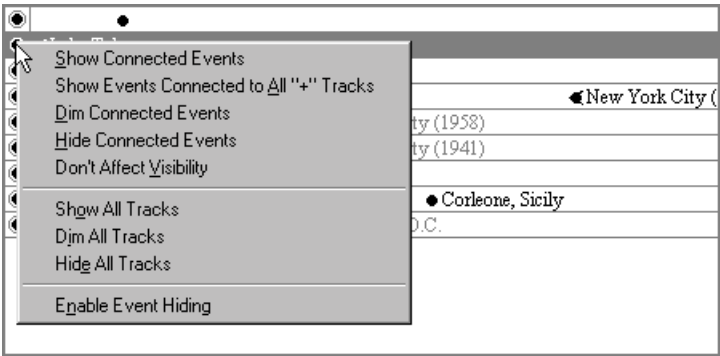 Show Connected Events
Show Events Connected to All "+" Tracks
Dim Connected Events
Hide Connected Events
Don't Affect Visibility
Show All Tracks
Dim All Tracks
Hide All Tracks
Enable Event Hiding
New York City (
ty (1958)
ty (1941)
Corleone, Sicily
D.C.